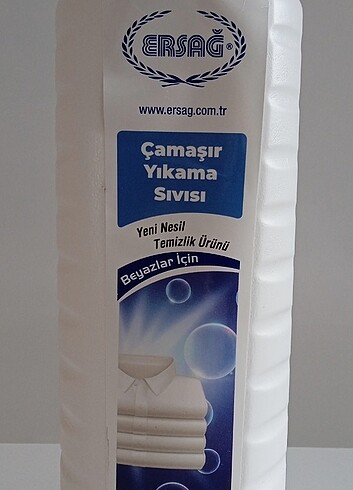 ERSAĞ®
www.ersag.com.tr
Çamaşır
Yıkama
Sıvısı
Yeni Nesil
Temizlik Ürünü
Beyazlar İçin